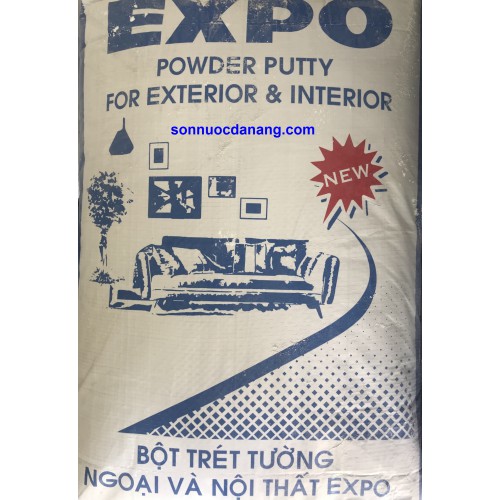 EXPO
POWDER PUTTY
FOR EXTERIOR & INTERIOR
sonnuocdanang.com
NEW
BỘT TRÉT TƯỜNG
NGOẠI VÀ NỘI THẤT EXPO